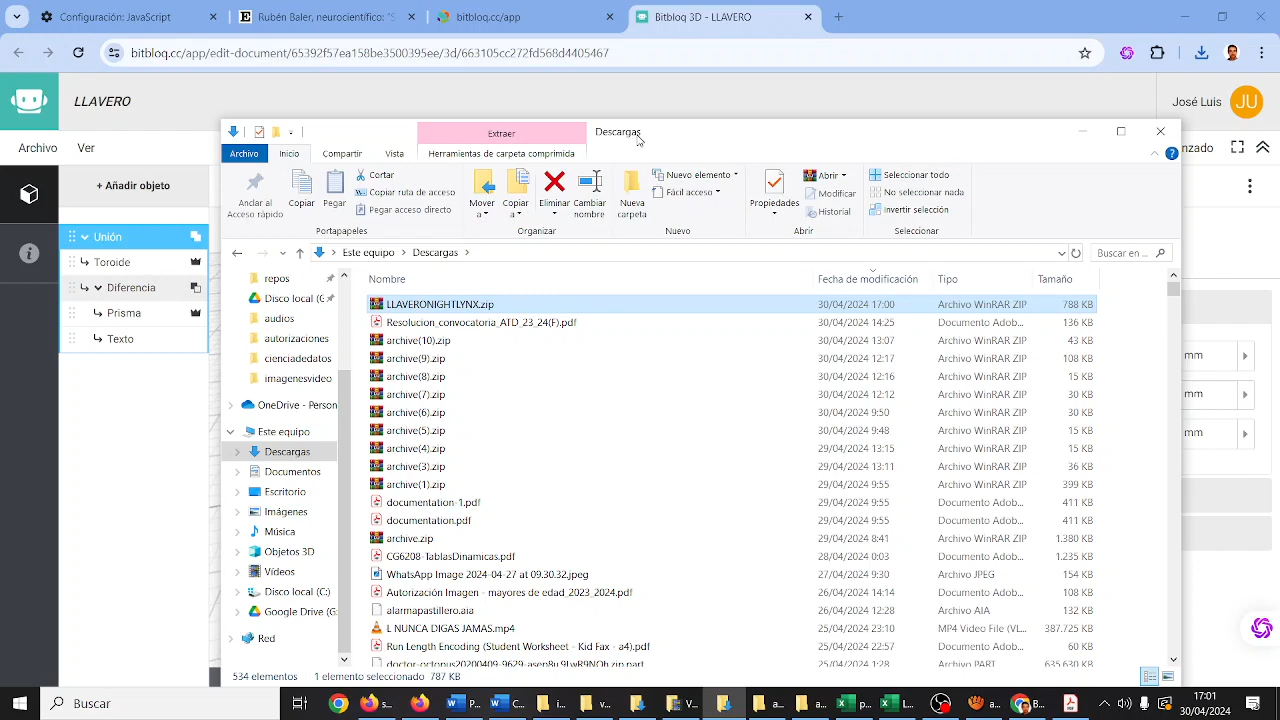 Configuración: JavaScript
Rubén Baler, neurocientífico: "S
bitbloq.cc/app
Bitbloq 3D - LLAVERO
bitbloq.cc/app/edit-document/65392f57ea158be3500395ee/3d/663105cc272fd568d4405467
LLAVERO
José Luis
JU
Archivo Ver
nzado
+ Añadir objeto
Unión
Toroide
Diferencia
Prisma
Texto
Extraer
Descargas
Archivo Inicio Compartir Vista Herramientas de carpeta comprimida
Anclar al Acceso rápido
Copiar
Pegar
Cortar
Copiar ruta de acceso
Pegar acceso directo
Portapapeles
Mover a
Copiar a
Eliminar
Cambiar nombre
Organizar
Nueva carpeta
Nuevo elemento
Fácil acceso
Nuevo
Propiedades
Abrir
Modificar
Historial
Abrir
Seleccionar todo
No seleccionar nada
Invertir selección
Seleccionar
Este equipo > Descargas >
Buscar en ...
repos
Disco local (C
audios
autorizaciones
cienciadedatos
imagenesvideo
OneDrive - Person
Este equipo
Documentos
Escritorio
Imágenes
Música
Objetos 3D
Vídeos
Disco local (C:)
Google Drive (G:
Red
Nombre Fecha de modificación Tipo Tamaño
LLAVERONIGHTLYNX.zip 30/04/2024 17:00 Archivo WinRAR ZIP 788 KB
Resolucion_convocatoria_ATD_23_24(F).pdf 30/04/2024 14:25 Documento Adob... 136 KB
archive(10).zip 30/04/2024 13:07 Archivo WinRAR ZIP 43 KB
archive(9).zip 30/04/2024 12:17 Archivo WinRAR ZIP 108 KB
archive(8).zip 30/04/2024 12:16 Archivo WinRAR ZIP 15 KB
archive(7).zip 30/04/2024 12:12 Archivo WinRAR ZIP 30 KB
archive(6).zip 30/04/2024 9:50 Archivo WinRAR ZIP 30 KB
archive(5).zip 30/04/2024 9:48 Archivo WinRAR ZIP 15 KB
archive(4).zip 29/04/2024 13:15 Archivo WinRAR ZIP 108 KB
archive(3).zip 29/04/2024 13:11 Archivo WinRAR ZIP 36 KB
archive(1).zip 29/04/2024 9:55 Archivo WinRAR ZIP 399 KB
documentation-1.pdf 29/04/2024 9:55 Documento Adob... 411 KB
documentation.pdf 29/04/2024 9:55 Documento Adob... 411 KB
archive.zip 29/04/2024 8:41 Archivo WinRAR ZIP 1.380 KB
CG6208-TablasDinamicas.pdf 28/04/2024 0:03 Documento Adob... 1.235 KB
WhatsApp Image 2024-04-27 at 09.30.32.jpeg 27/04/2024 9:30 Archivo JPEG 154 KB
Autorización Imagen - mayores de edad_2023_2024.pdf 26/04/2024 14:14 Documento Adob... 108 KB
alarmapastillero.aia 26/04/2024 12:28 Archivo AIA 132 KB
L NUNCA DIGAS JAMAS.mp4 25/04/2024 23:10 MP4 Video File (VL... 387.725 KB
Run Length Encoding (Student Worksheet - Kid Fax - a4).pdf 25/04/2024 22:57 Documento Adob... 60 KB
25/04/2024 1:28 Archivo PART 635.630 KB
534 elementos 1 elemento seleccionado 787 KB
mm
mm
mm
Buscar
17:01
30/04/2024